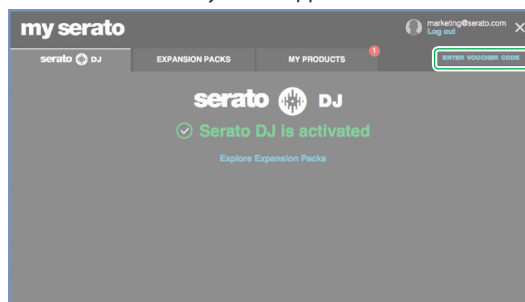 my serato
marketing@serato.com
Log out
serato DJ
EXPANSION PACKS
MY PRODUCTS
1
ENTER VOUCHER CODE
serato DJ
Serato DJ is activated
Explore Expansion Packs